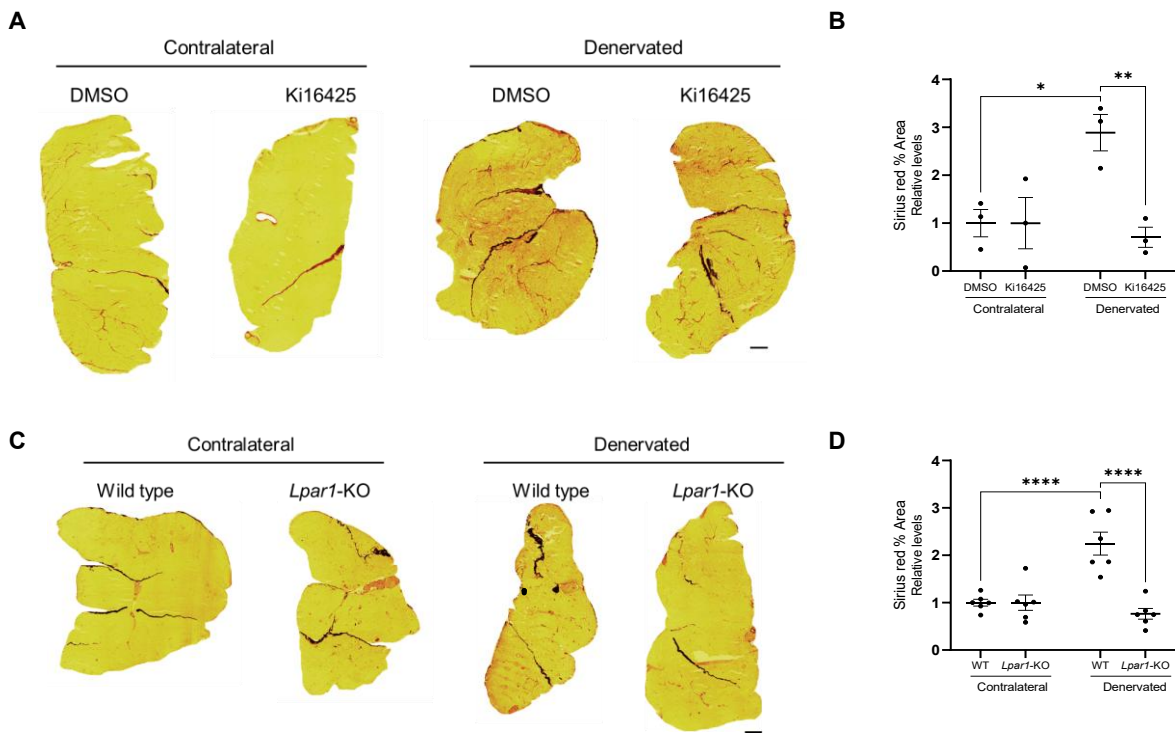 A
Contralateral
Denervated
DMSO
Ki16425
DMSO
Ki16425
B
Sirius red % Area
Relative levels
4
3
2
1
0
*
**
DMSO Ki16425
DMSO Ki16425
Contralateral
Denervated
C
Contralateral
Denervated
Wild type
Lpar1-KO
Wild type
Lpar1-KO
D
Sirius red % Area
Relative levels
4
3
2
1
0
****
****
WT Lpar1-KO
WT Lpar1-KO
Contralateral
Denervated